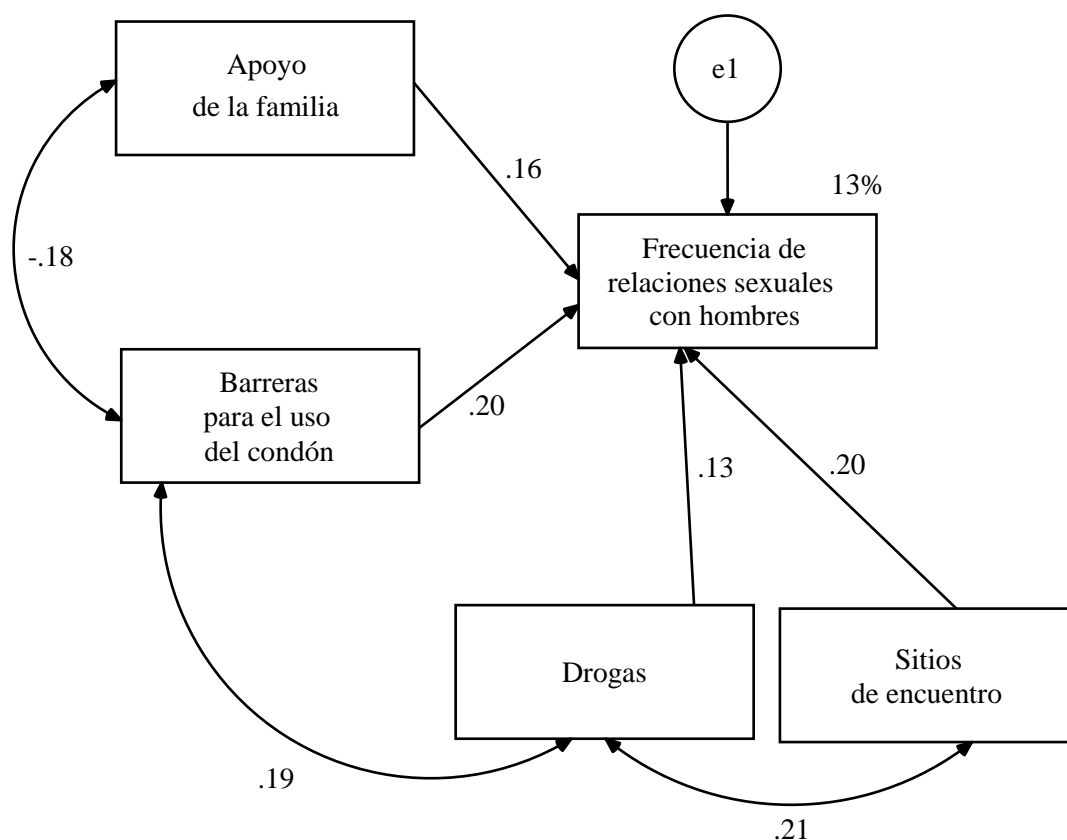 Apoyo
de la familia
e1
.16
13%
-.18
Frecuencia de
relaciones sexuales
con hombres
Barreras
para el uso
del condón
.20
.13
.20
Drogas
Sitios
de encuentro
.19
.21